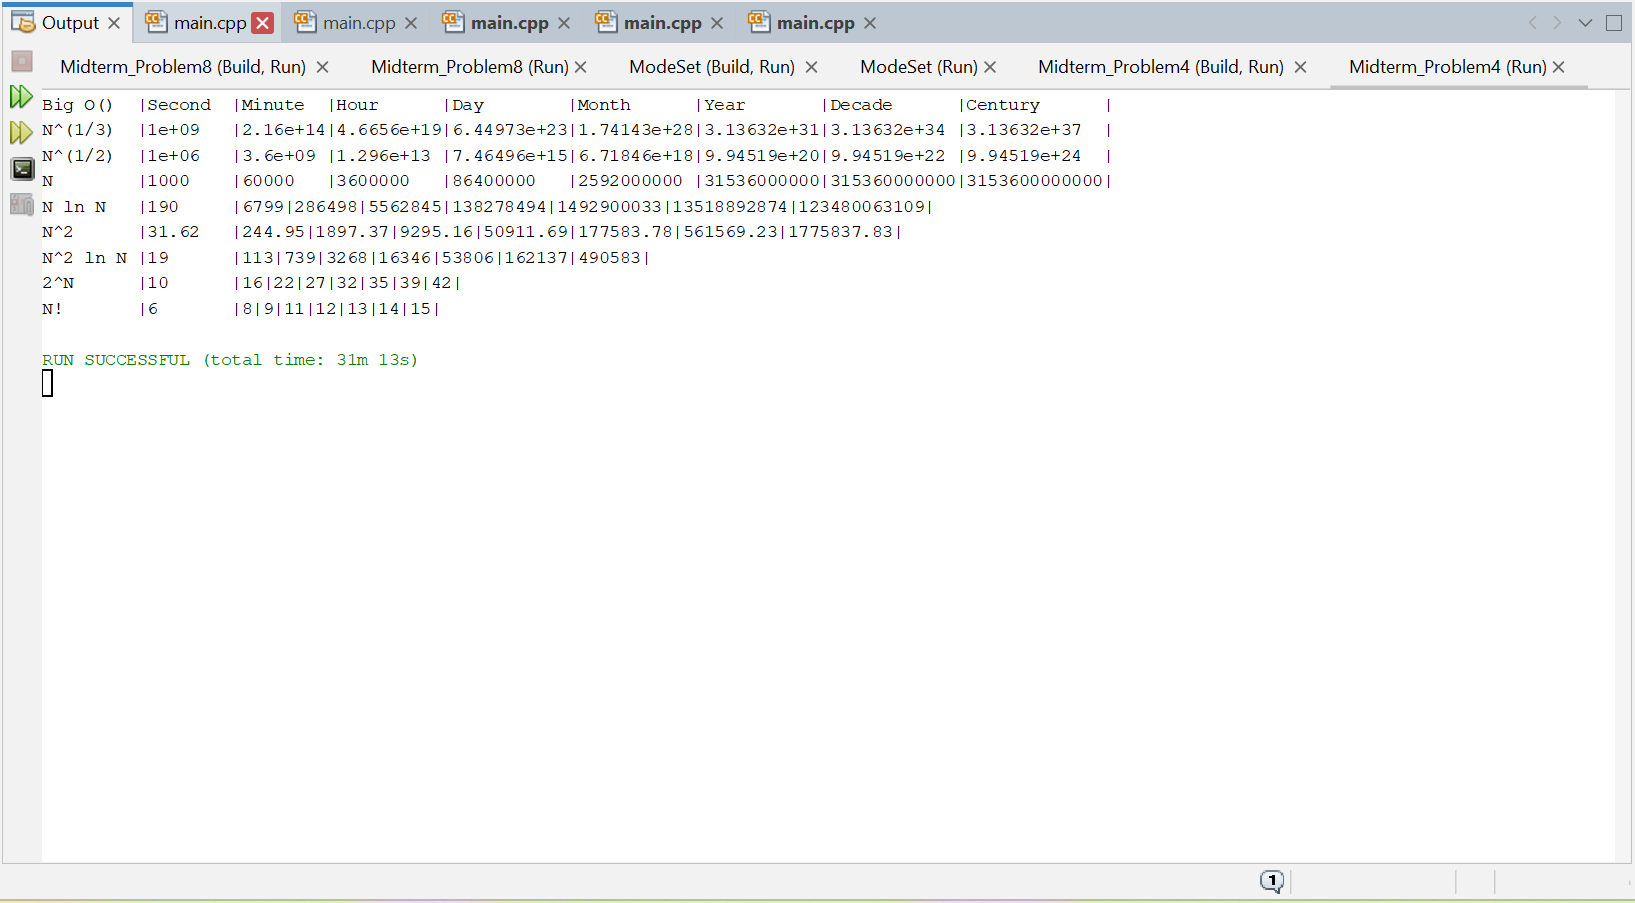 Output main.cpp main.cpp main.cpp main.cpp main.cpp
Midterm_Problem8 (Build, Run) Midterm_Problem8 (Run) ModeSet (Build, Run) ModeSet (Run) Midterm_Problem4 (Build, Run) Midterm_Problem4 (Run)
Big O() |Second |Minute |Hour |Day |Month |Year |Decade |Century |
N^(1/3) |1e+09 |2.16e+14|4.6656e+19|6.44973e+23|1.74143e+28|3.13632e+31|3.13632e+34 |3.13632e+37 |
N^(1/2) |1e+06 |3.6e+09 |1.296e+13 |7.46496e+15|6.71846e+18|9.94519e+20|9.94519e+22 |9.94519e+24 |
N |1000 |60000 |3600000 |86400000 |2592000000 |31536000000|315360000000|3153600000000|
N ln N |190 |6799|286498|5562845|138278494|1492900033|13518892874|123480063109|
N^2 |31.62 |244.95|1897.37|9295.16|50911.69|177583.78|561569.23|1775837.83|
N^2 ln N |19 |113|739|3268|16346|53806|162137|490583|
2^N |10 |16|22|27|32|35|39|42|
N! |6 |8|9|11|12|13|14|15|
RUN SUCCESSFUL (total time: 31m 13s)
1